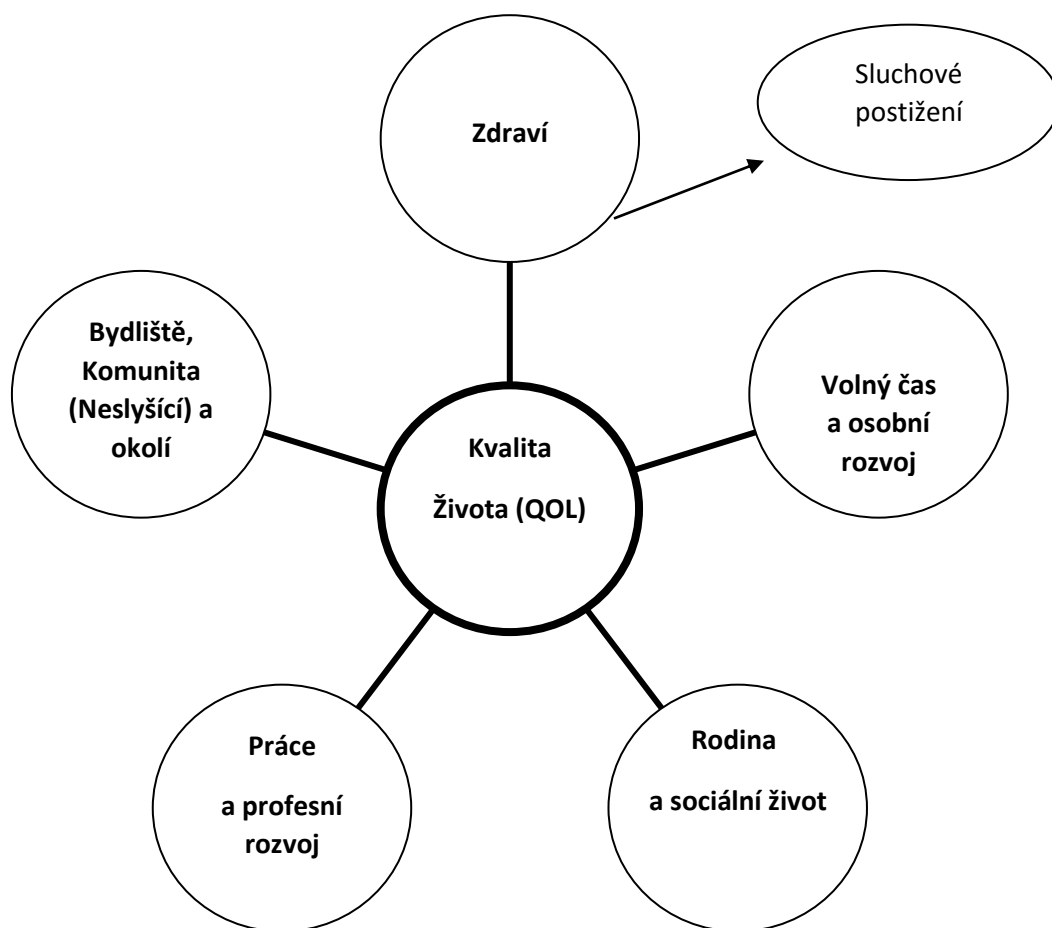 Zdraví
Sluchové
postižení
Bydliště,
Komunita
(Neslyšící) a
okolí
Volný čas
a osobní
rozvoj
Kvalita
Života (QOL)
Práce
a profesní
rozvoj
Rodina
a sociální život